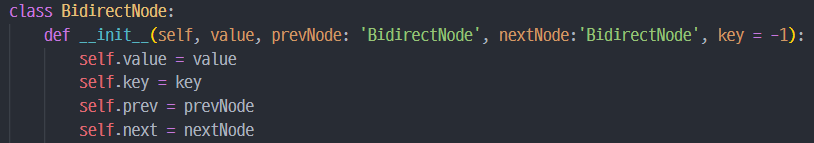 class BidirectNode:
    def __init__(self, value, prevNode: 'BidirectNode', nextNode:'BidirectNode', key = -1):
        self.value = value
        self.key = key
        self.prev = prevNode
        self.next = nextNode